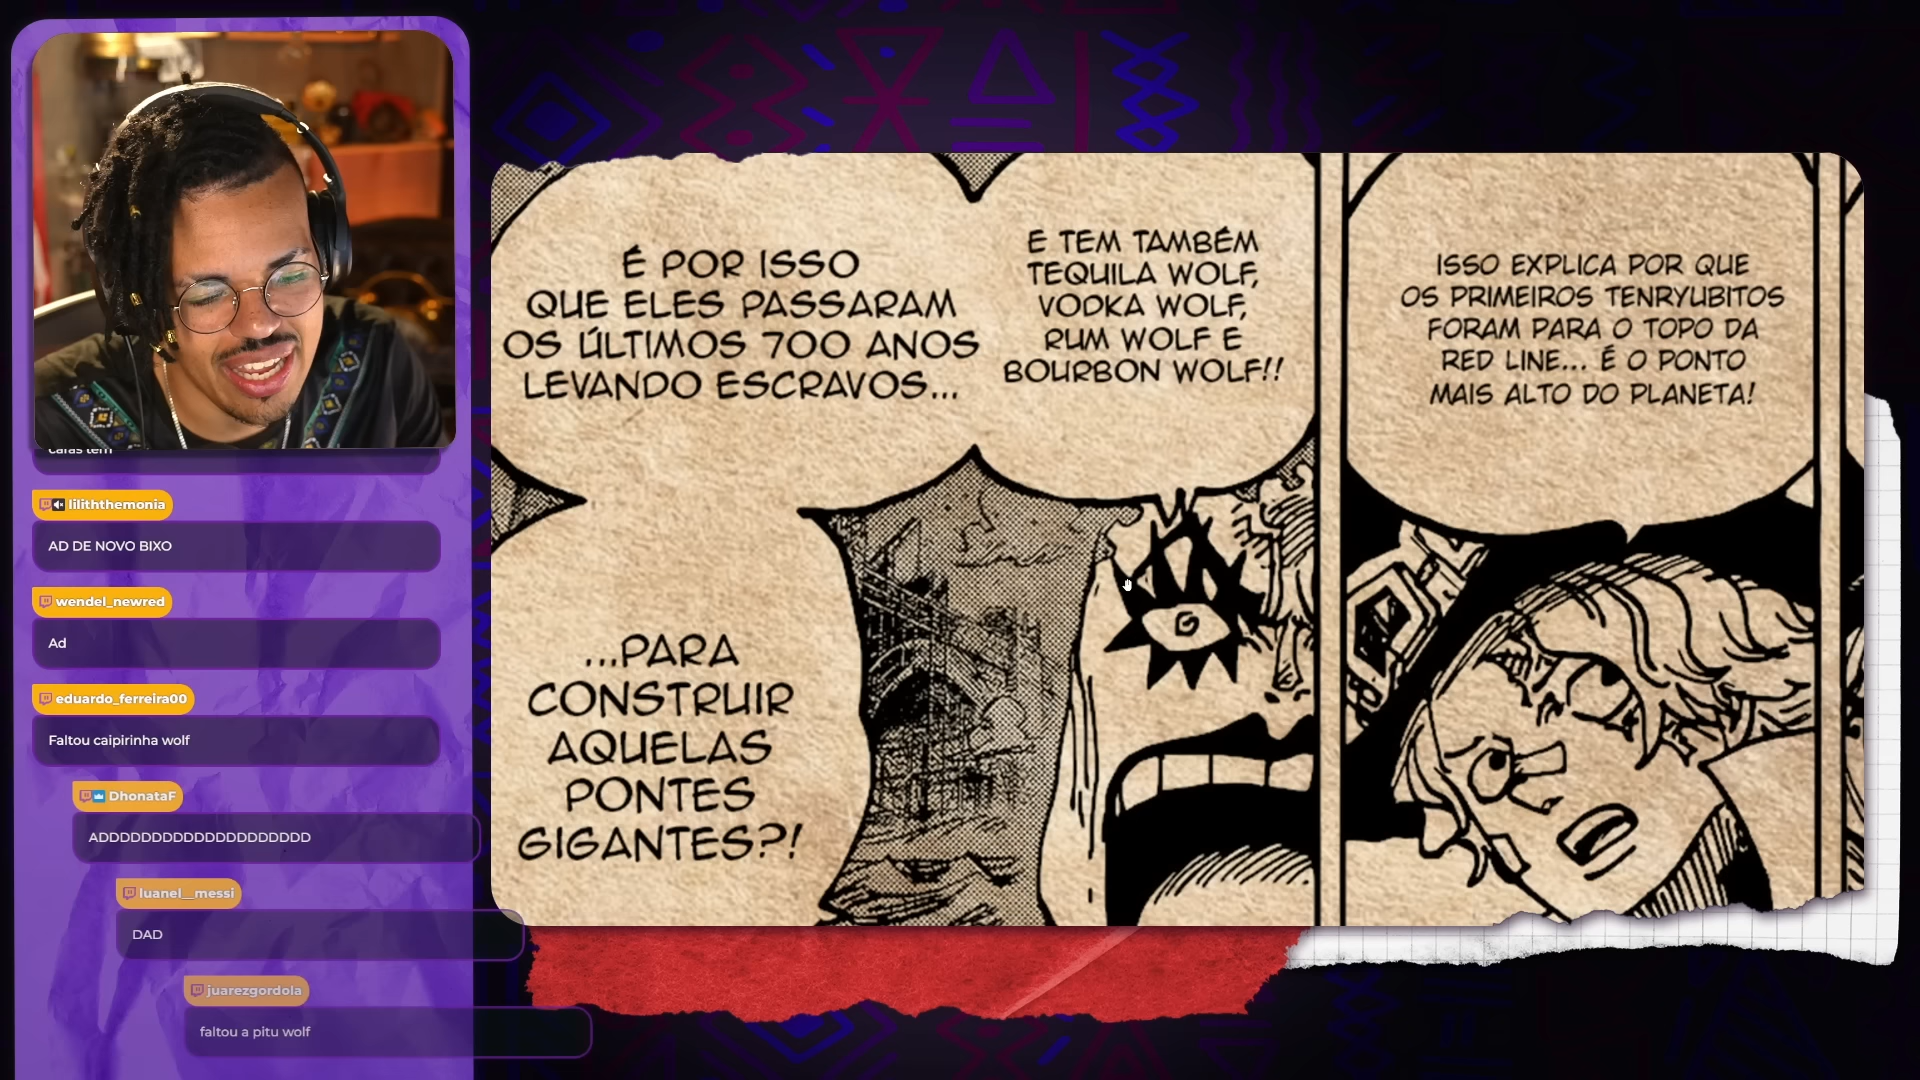 caras tem
liliththemonia
AD DE NOVO BIXO
wendel_newred
Ad
eduardo_ferreira00
Faltou caipirinha wolf
DhonataF
ADDDDDDDDDDDDDDDDDDDD
luanel__messi
DAD
juarezgordola
faltou a pitu wolf
É POR ISSO
QUE ELES PASSARAM
OS ÚLTIMOS 700 ANOS
LEVANDO ESCRAVOS...
E TEM TAMBÉM
TEQUILA WOLF,
VODKA WOLF,
RUM WOLF E
BOURBON WOLF!!
...PARA
CONSTRUIR
AQUELAS
PONTES
GIGANTES?!
ISSO EXPLICA POR QUE
OS PRIMEIROS TENRYUBITOS
FORAM PARA O TOPO DA
RED LINE... É O PONTO
MAIS ALTO DO PLANETA!